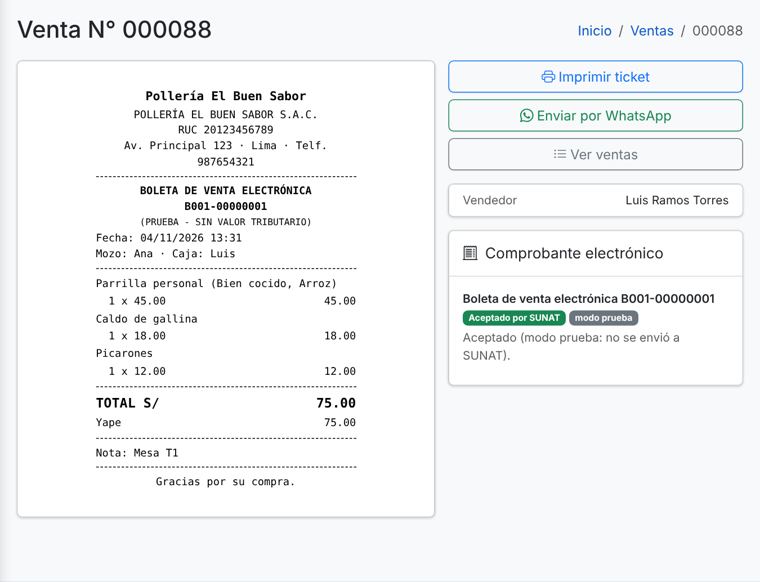 Venta N° 000088
Inicio / Ventas / 000088
Pollería El Buen Sabor
POLLERÍA EL BUEN SABOR S.A.C.
RUC 20123456789
Av. Principal 123 · Lima · Telf.
987654321
BOLETA DE VENTA ELECTRÓNICA
B001-00000001
(PRUEBA - SIN VALOR TRIBUTARIO)
Fecha: 04/11/2026 13:31
Mozo: Ana · Caja: Luis
Parrilla personal (Bien cocido, Arroz)
1 x 45.00 45.00
Caldo de gallina
1 x 18.00 18.00
Picarones
1 x 12.00 12.00
TOTAL S/ 75.00
Yape 75.00
Nota: Mesa T1
Gracias por su compra.
Imprimir ticket
Enviar por WhatsApp
Ver ventas
Vendedor Luis Ramos Torres
Comprobante electrónico
Boleta de venta electrónica B001-00000001
Aceptado por SUNAT modo prueba
Aceptado (modo prueba: no se envió a
SUNAT).